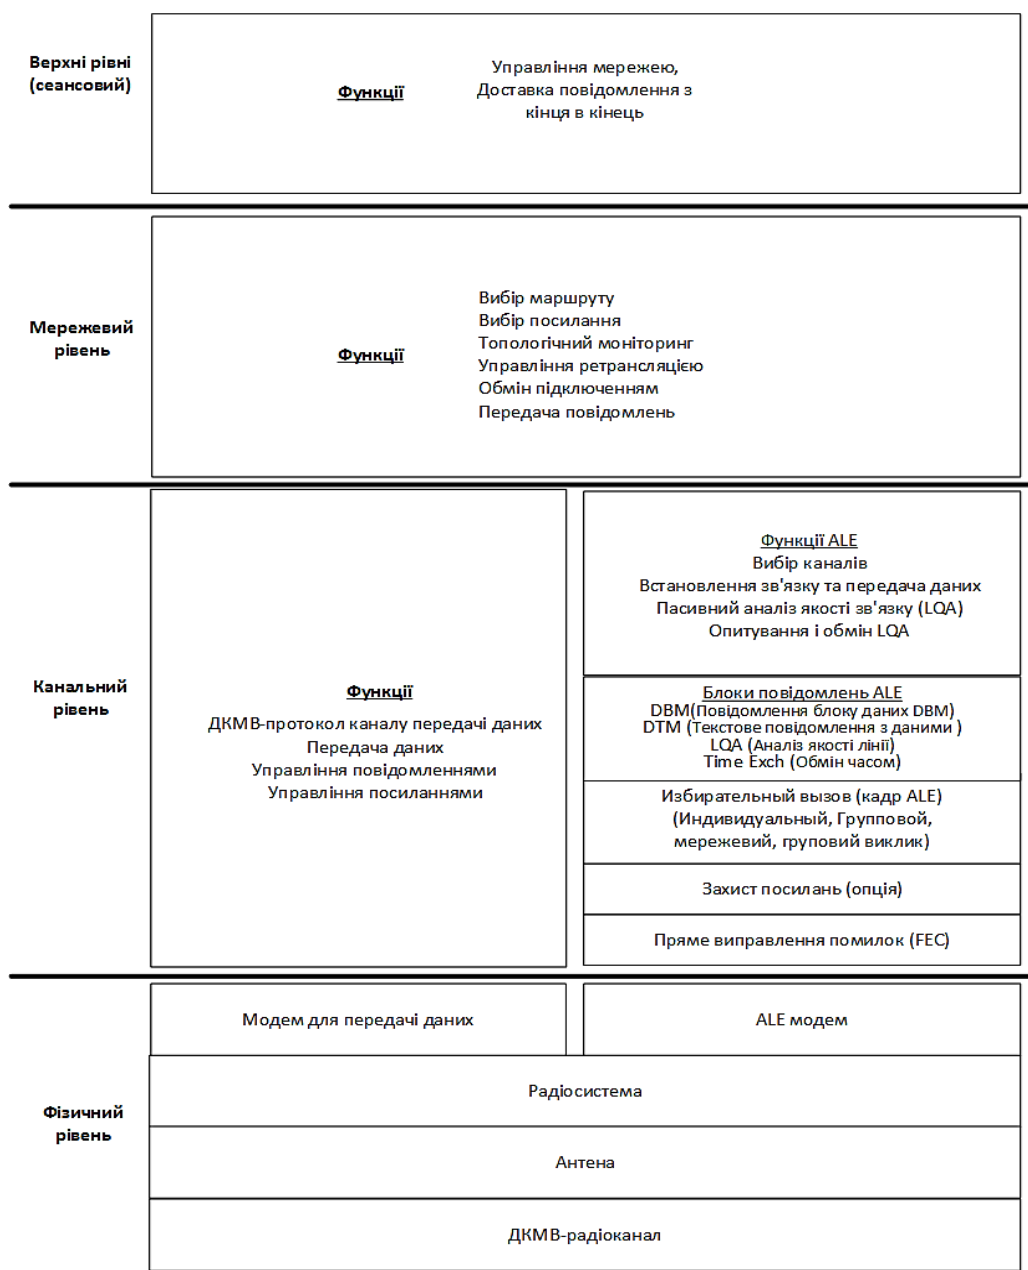 Верхні рівні
(сеансовий)
Функції
Управління мережею,
Доставка повідомлення з
кінця в кінець
Мережевий
рівень
Функції
Вибір маршруту
Вибір посилання
Топологічний моніторинг
Управління ретрансляцією
Обмін підключенням
Передача повідомлень
Канальний
рівень
Функції
ДКМВ-протокол каналу передачі даних
Передача даних
Управління повідомленнями
Управління посиланнями
Функції ALE
Вибір каналів
Встановлення зв'язку та передача даних
Пасивний аналіз якості зв'язку (LQA)
Опитування і обмін LQA
Блоки повідомлень ALE
DBM(Повідомлення блоку даних DBM)
DTM (Текстове повідомлення з даними )
LQA (Аналіз якості лінії)
Time Exch (Обмін часом)
Избирательный вызов (кадр ALE)
(Индивидуальный, Групповой,
мережевий, груповий виклик)
Захист посилань (опція)
Пряме виправлення помилок (FEC)
Фізичний
рівень
Модем для передачі даних
ALE модем
Радіосистема
Антена
ДКМВ-радіоканал